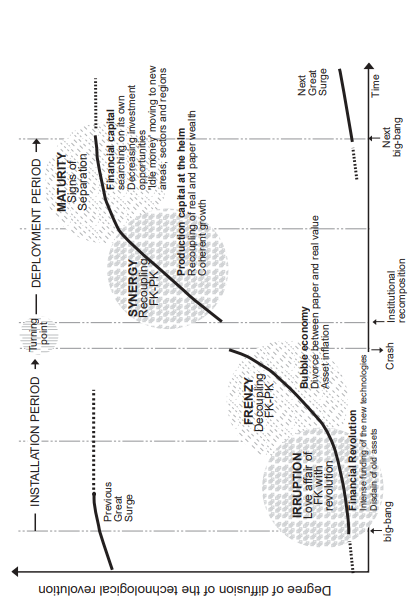 INSTALLATION PERIOD
Turning
point
DEPLOYMENT PERIOD
Degree of diffusion of the technological revolution
Previous
Great
Surge
IRRUPTION
Love affair of
FK with
revolution
Financial Revolution
Intense funding of the new technologies
Disdain of old assets
FRENZY
Decoupling
FK-PK
Bubble economy
Divorce between paper and real value
Asset inflation
SYNERGY
Recoupling
FK-PK
Production capital at the helm
Recoupling of real and paper wealth
Coherent growth
MATURITY
Signs of
Separation
Financial capital
searching on its own
Decreasing investment
opportunities
'Idle money' moving to new
areas, sectors and regions
Next
Great
Surge
big-bang
Crash
Institutional
recomposition
Next
big-bang
Time